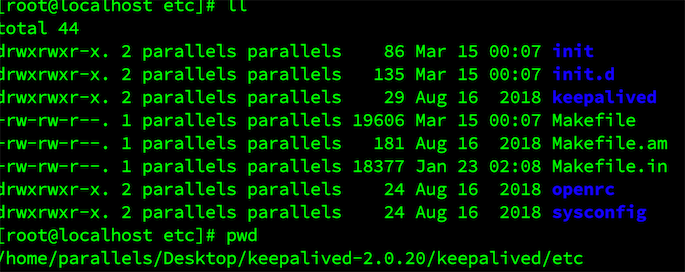 [root@localhost etc]# ll
total 44
drwxrwxr-x. 2 parallels parallels    86 Mar 15 00:07 init
drwxrwxr-x. 2 parallels parallels   135 Mar 15 00:07 init.d
drwxrwxr-x. 2 parallels parallels    29 Aug 16  2018 keepalived
-rw-rw-r--. 1 parallels parallels 19606 Mar 15 00:07 Makefile
-rw-rw-r--. 1 parallels parallels   181 Aug 16  2018 Makefile.am
-rw-rw-r--. 1 parallels parallels 18377 Jan 23 02:08 Makefile.in
drwxrwxr-x. 2 parallels parallels    24 Aug 16  2018 openrc
drwxrwxr-x. 2 parallels parallels    24 Aug 16  2018 sysconfig
[root@localhost etc]# pwd
/home/parallels/Desktop/keepalived-2.0.20/keepalived/etc